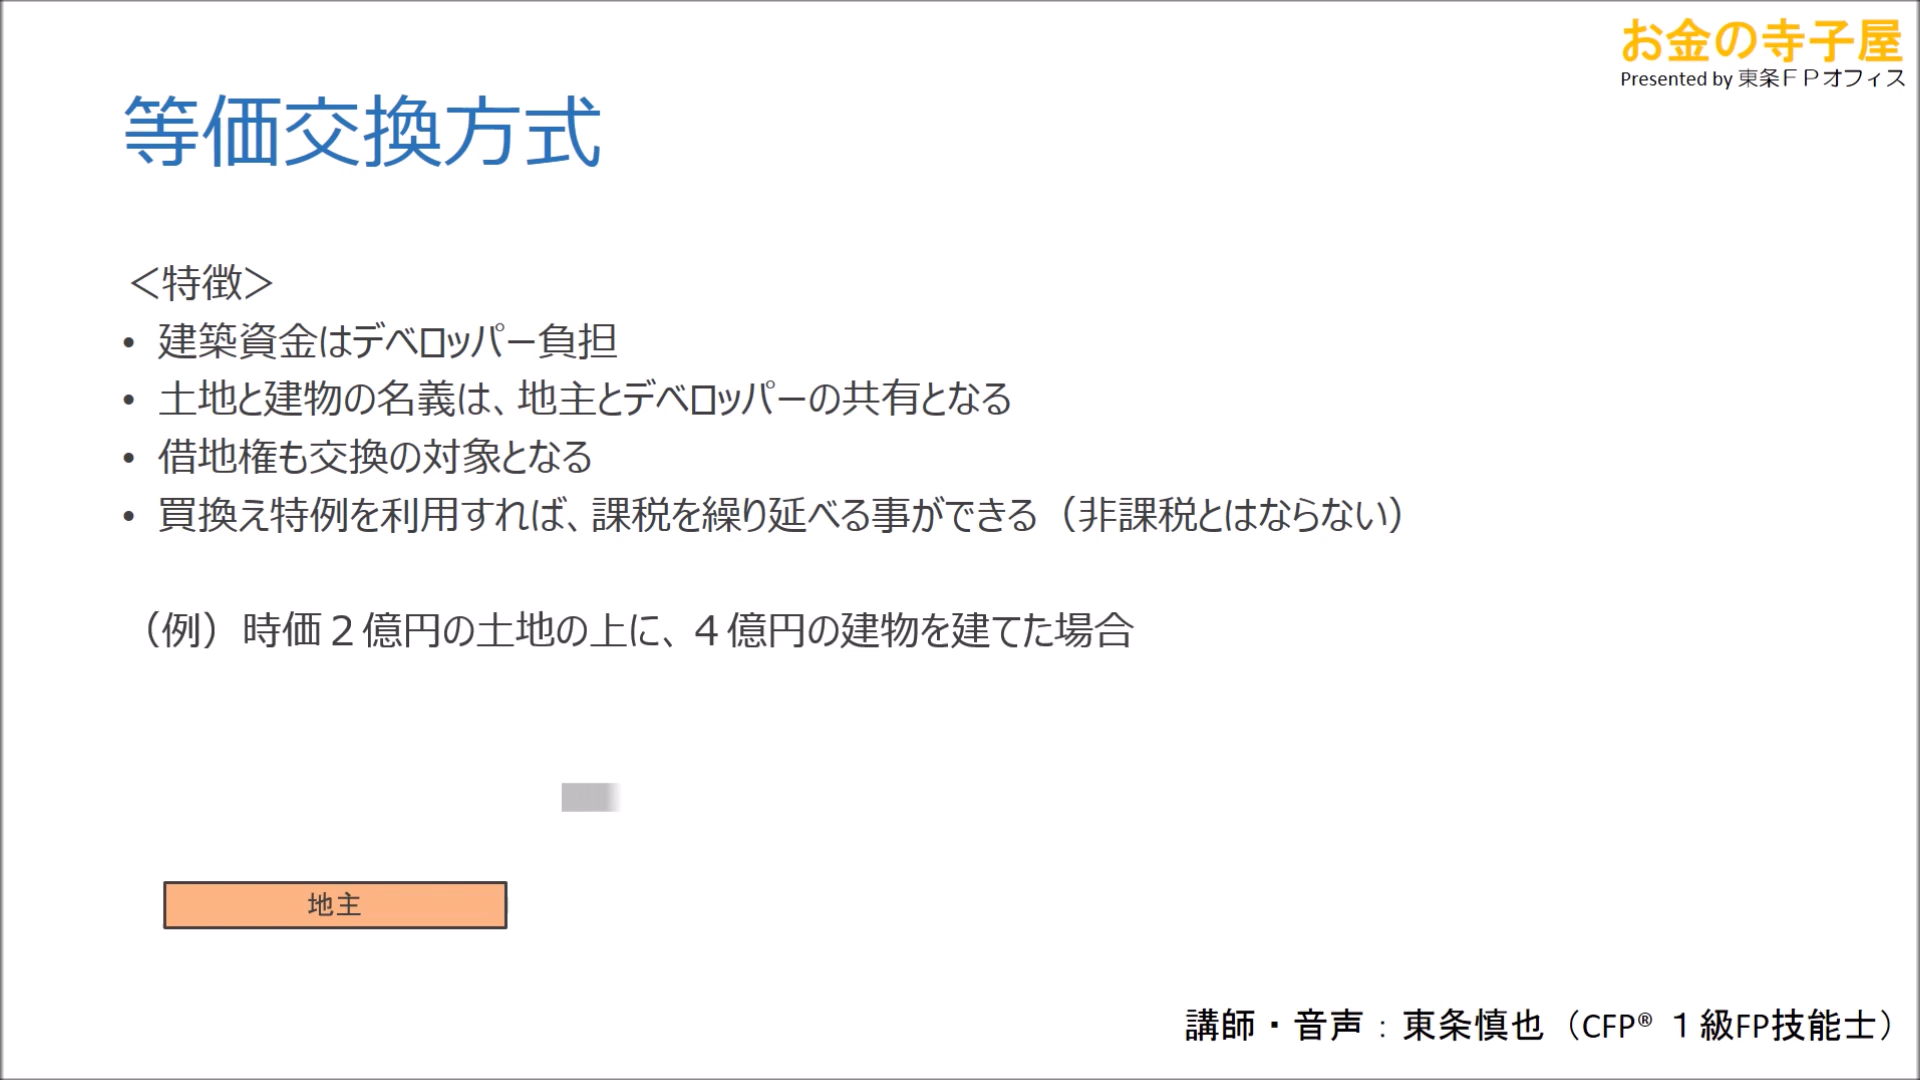 お金の寺子屋
Presented by 東条ＦＰオフィス
等価交換方式
＜特徴＞
• 建築資金はデベロッパー負担
• 土地と建物の名義は、地主とデベロッパーの共有となる
• 借地権も交換の対象となる
• 買換え特例を利用すれば、課税を繰り延べる事ができる（非課税とはならない）
（例）時価２億円の土地の上に、４億円の建物を建てた場合
地主
講師・音声：東条慎也（CFP® １級FP技能士）